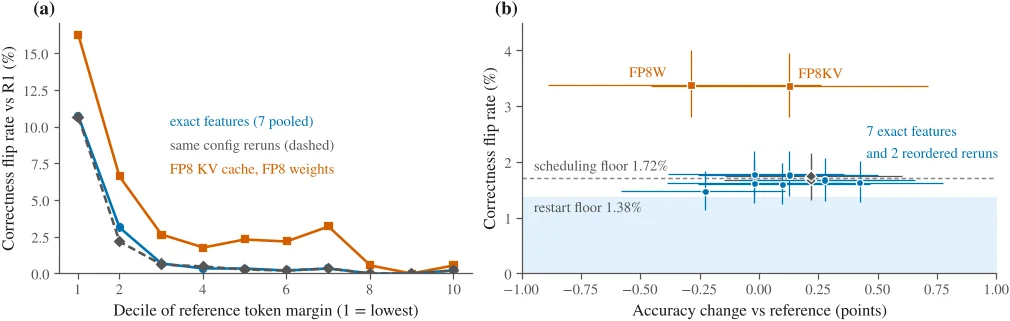 (a)
Correctness flip rate vs R1 (%)
15.0
12.5
10.0
7.5
5.0
2.5
0.0
exact features (7 pooled)
same config reruns (dashed)
FP8 KV cache, FP8 weights
1
2
4
6
8
10
Decile of reference token margin (1 = lowest)
(b)
Correctness flip rate (%)
4
3
2
1
0
FP8W
FP8KV
7 exact features
and 2 reordered reruns
scheduling floor 1.72%
restart floor 1.38%
−1.00
−0.75
−0.50
−0.25
0.00
0.25
0.50
0.75
1.00
Accuracy change vs reference (points)